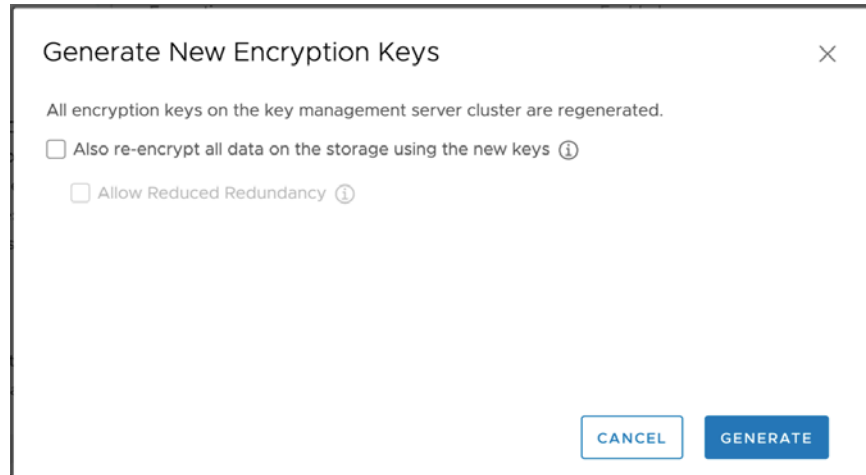 Generate New Encryption Keys
All encryption keys on the key management server cluster are regenerated.
Also re-encrypt all data on the storage using the new keys
Allow Reduced Redundancy
CANCEL
GENERATE